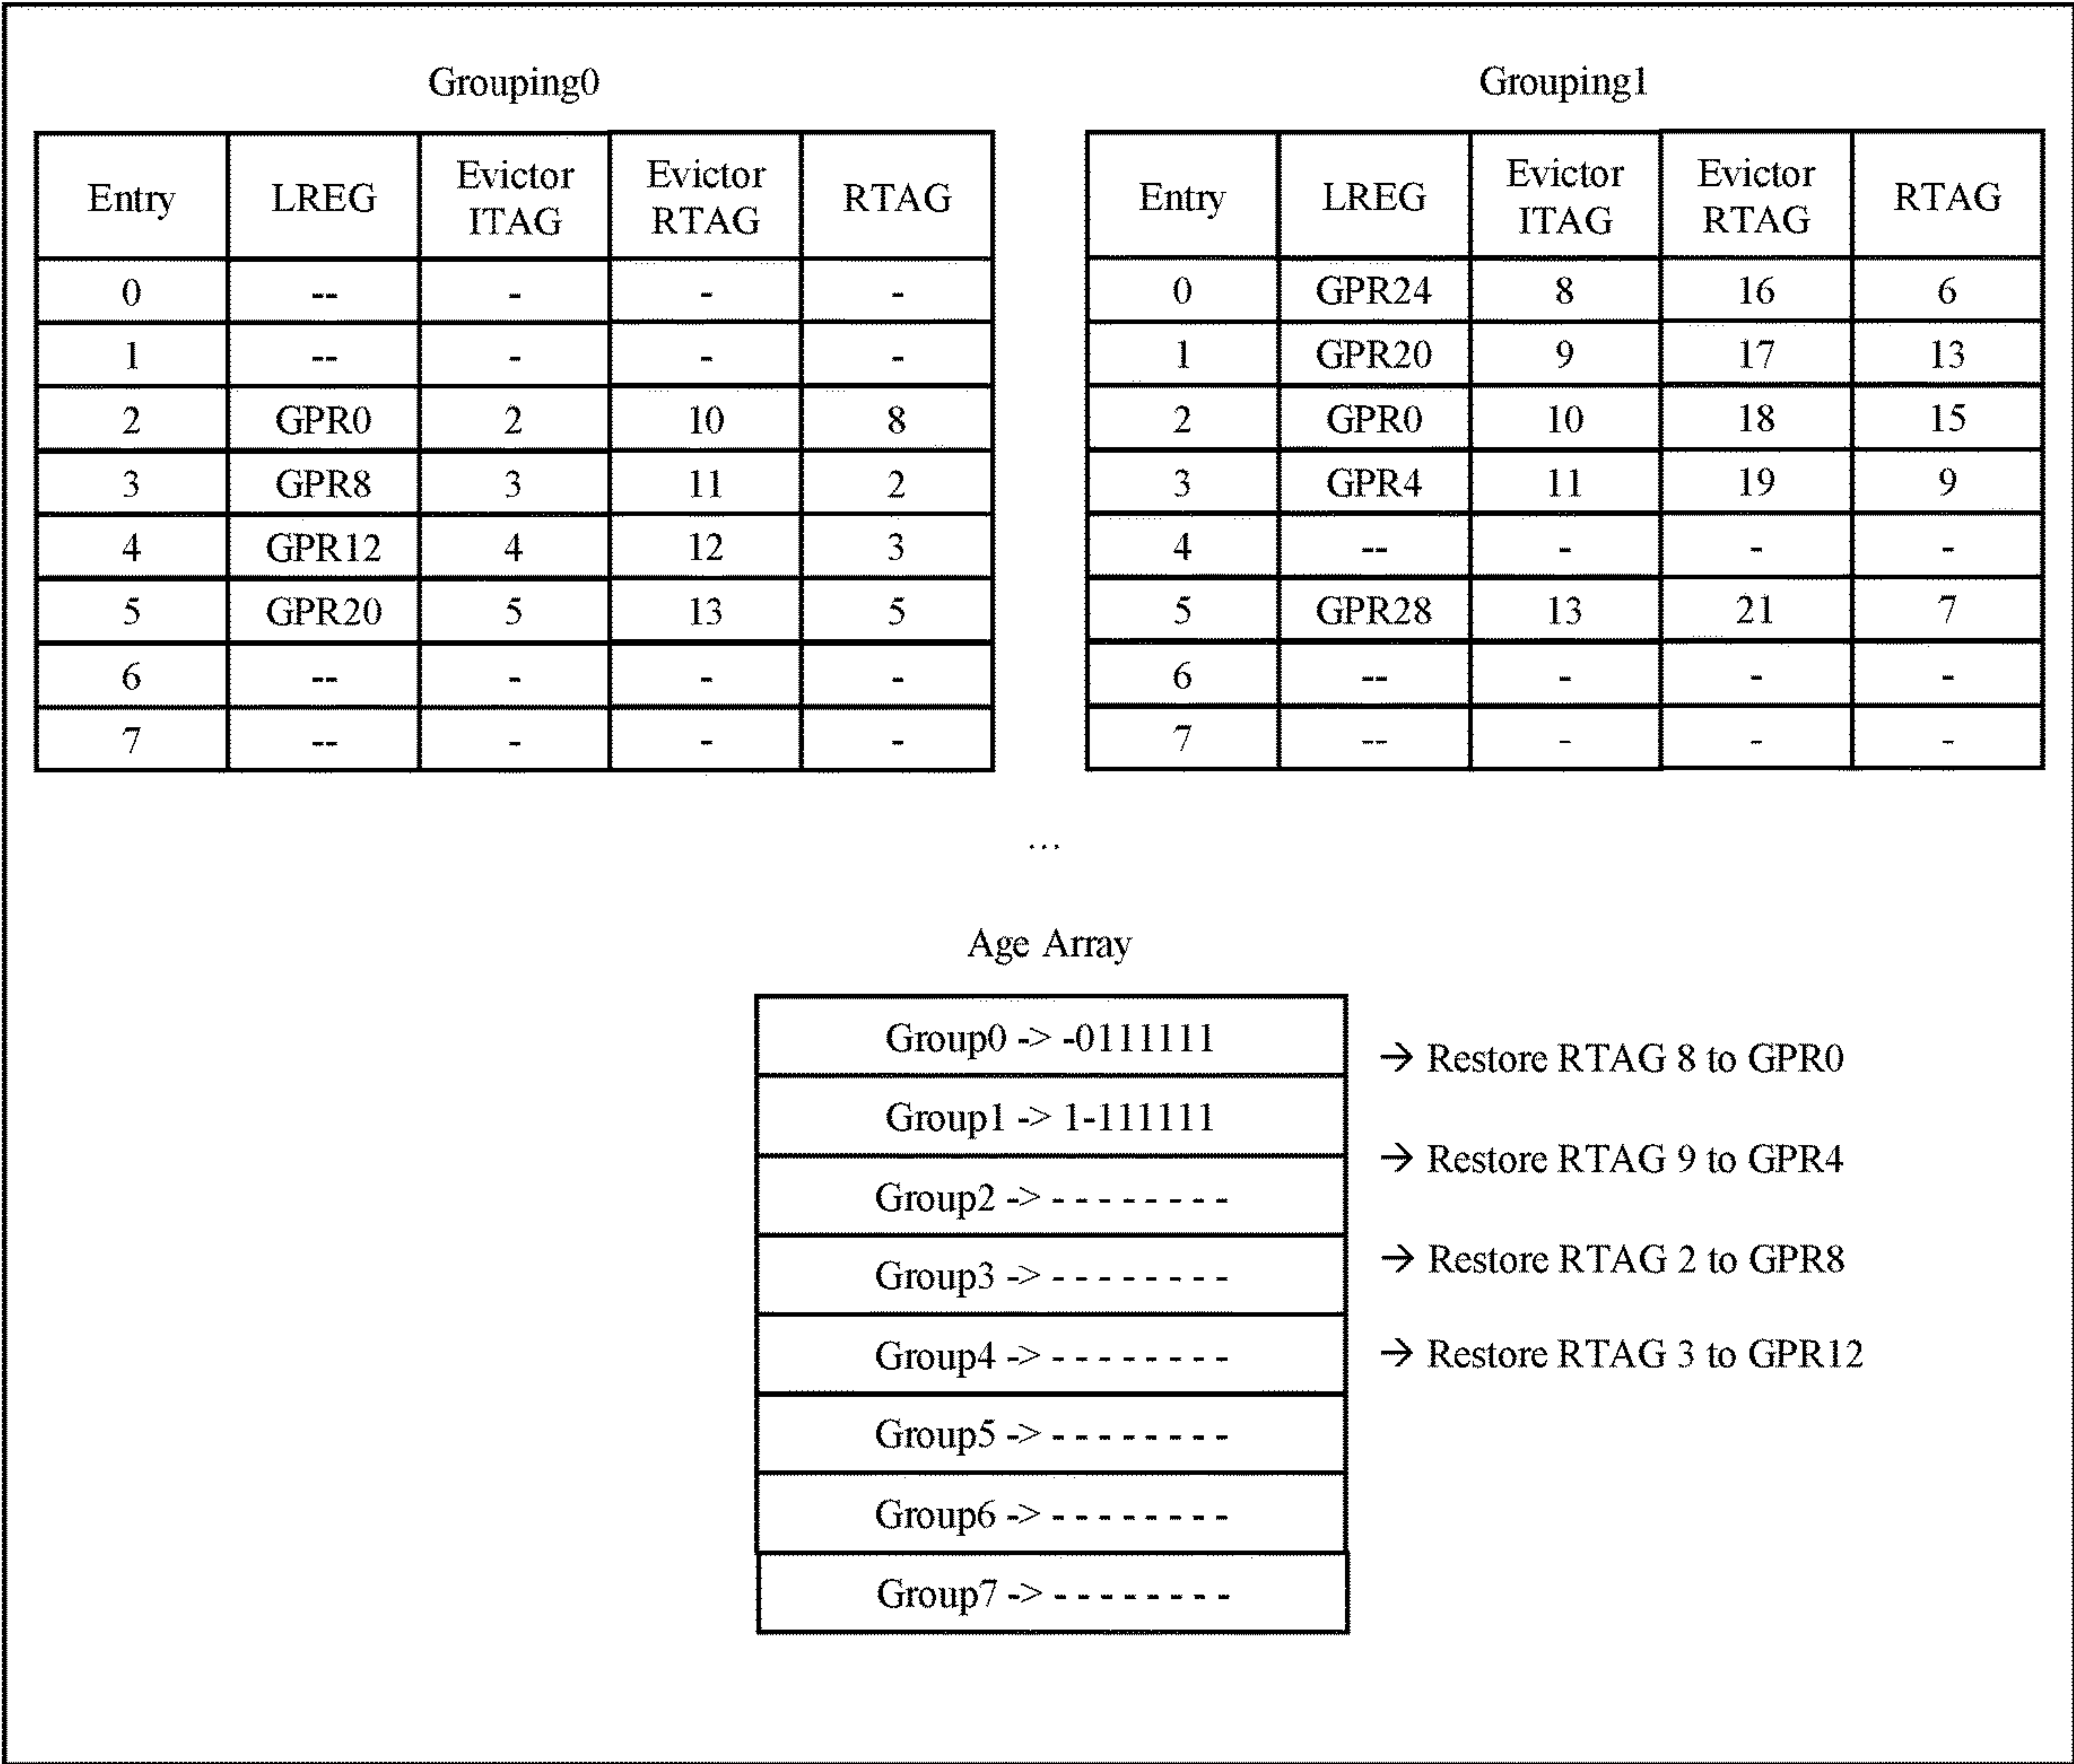 Grouping0
Entry LREG Evictor ITAG Evictor RTAG RTAG
0 -- - - -
1 -- - - -
2 GPR0 2 10 8
3 GPR8 3 11 2
4 GPR12 4 12 3
5 GPR20 5 13 5
6 -- - - -
7 -- - - -
Grouping1
Entry LREG Evictor ITAG Evictor RTAG RTAG
0 GPR24 8 16 6
1 GPR20 9 17 13
2 GPR0 10 18 15
3 GPR4 11 19 9
4 -- - - -
5 GPR28 13 21 7
6 -- - - -
7 -- - - -
...
Age Array
Group0 -> -0111111
Group1 -> 1-111111
Group2 -> - - - - - - - -
Group3 -> - - - - - - - -
Group4 -> - - - - - - - -
Group5 -> - - - - - - - -
Group6 -> - - - - - - - -
Group7 -> - - - - - - - -
→ Restore RTAG 8 to GPR0
→ Restore RTAG 9 to GPR4
→ Restore RTAG 2 to GPR8
→ Restore RTAG 3 to GPR12